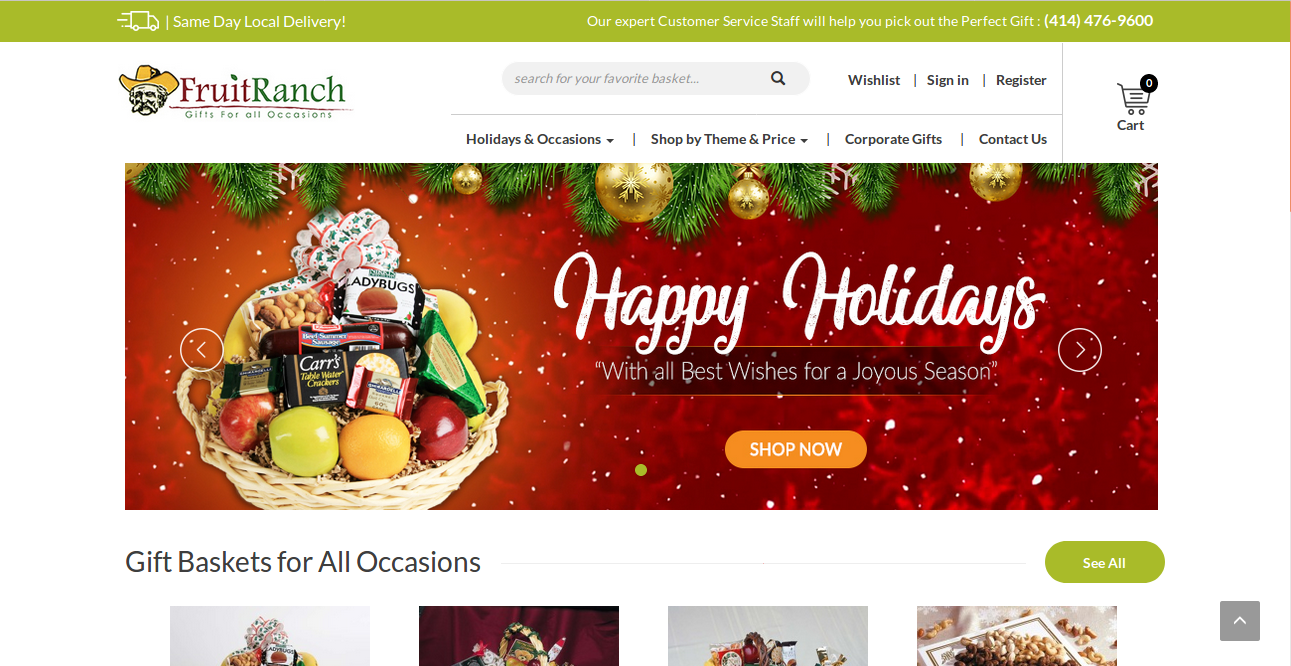 | Same Day Local Delivery!
Our expert Customer Service Staff will help you pick out the Perfect Gift : (414) 476-9600
FruitRanch
Gifts For all Occasions
search for your favorite basket...
Wishlist | Sign in | Register
0
Cart
Holidays & Occasions | Shop by Theme & Price | Corporate Gifts | Contact Us
Happy Holidays
“With all Best Wishes for a Joyous Season”
SHOP NOW
LADYBUGS
Beef Summer
Sausage
Carr's
Table Water
Crackers
GHIRARDELLI
GHIRARDELLI
60%
Gift Baskets for All Occasions
See All
LADYBUGS